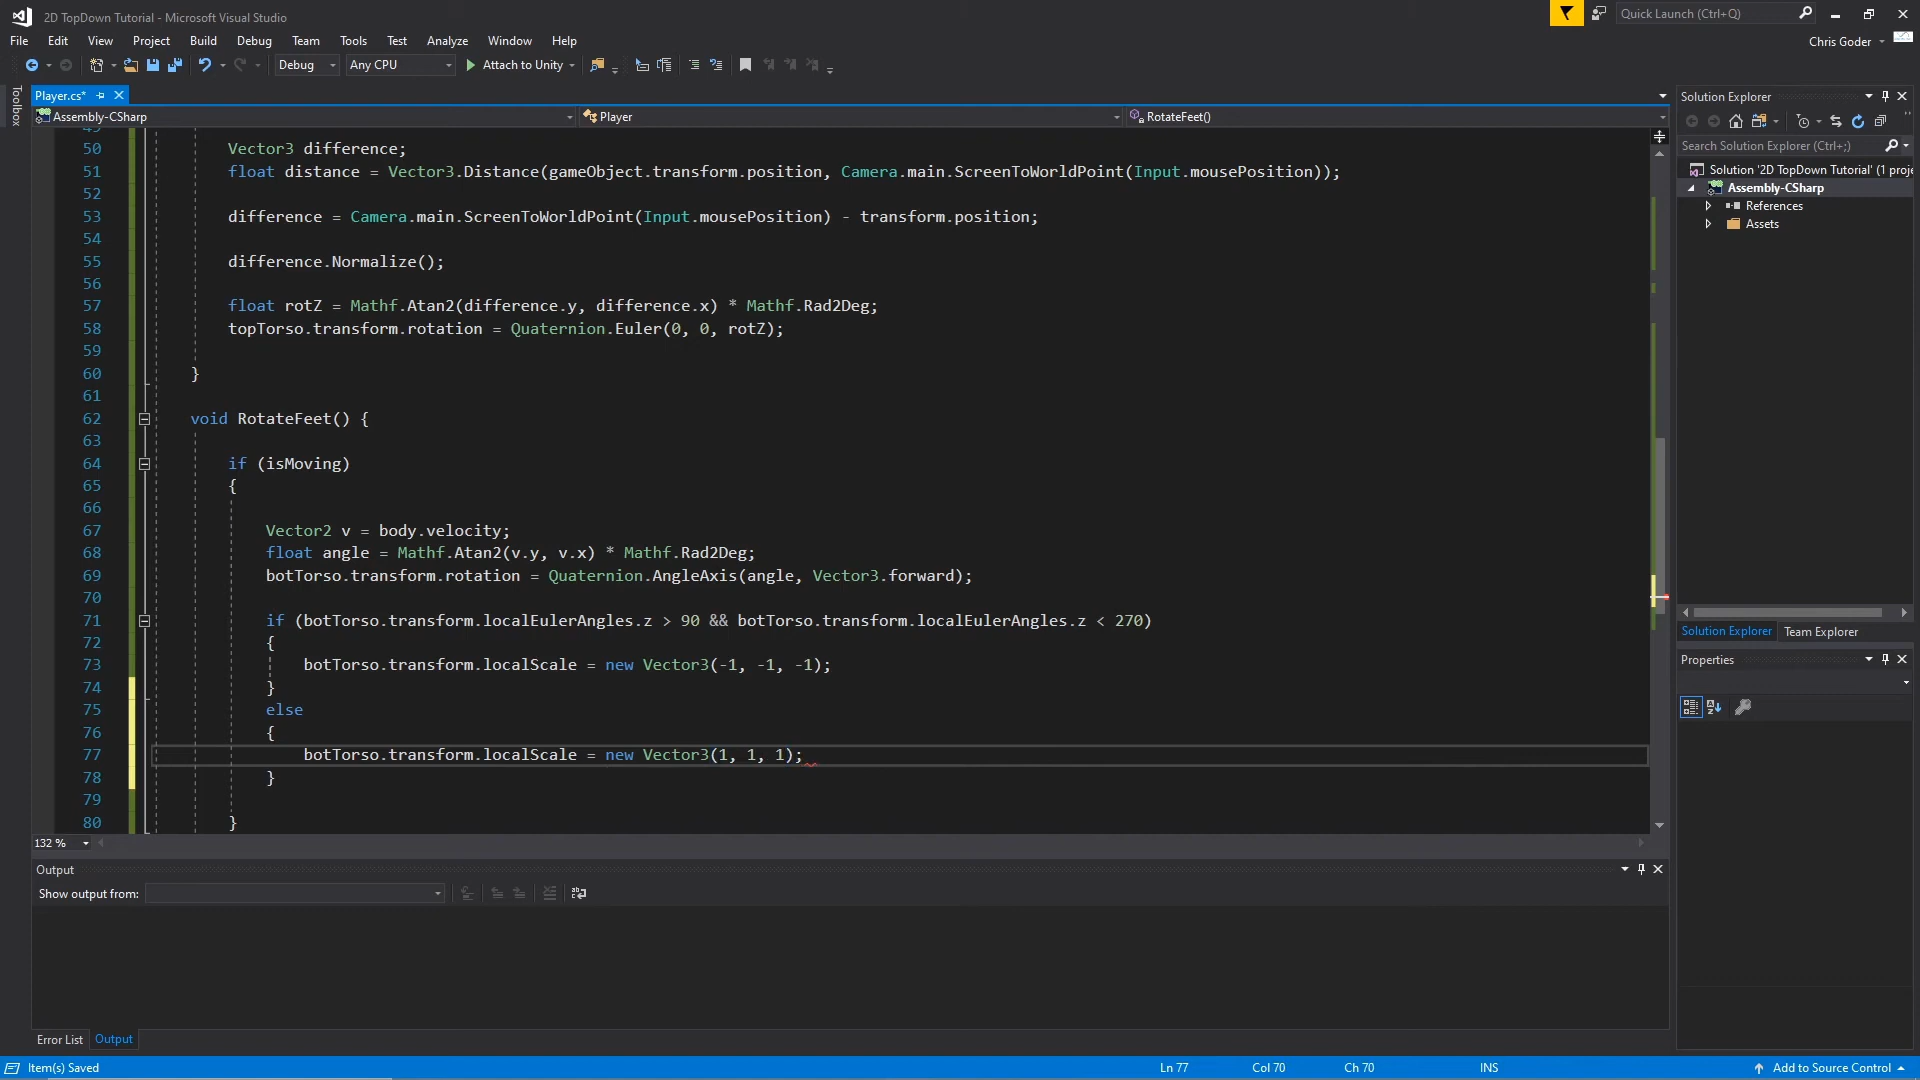 2D TopDown Tutorial - Microsoft Visual Studio
Quick Launch (Ctrl+Q)
File Edit View Project Build Debug Team Tools Test Analyze Window Help
Chris Goder
Debug Any CPU Attach to Unity
Toolbox
Player.cs*
Assembly-CSharp Player RotateFeet()
49
50 Vector3 difference;
51 float distance = Vector3.Distance(gameObject.transform.position, Camera.main.ScreenToWorldPoint(Input.mousePosition));
52
53 difference = Camera.main.ScreenToWorldPoint(Input.mousePosition) - transform.position;
54
55 difference.Normalize();
56
57 float rotZ = Mathf.Atan2(difference.y, difference.x) * Mathf.Rad2Deg;
58 topTorso.transform.rotation = Quaternion.Euler(0, 0, rotZ);
59
60 }
61
62 void RotateFeet() {
63
64 if (isMoving)
65 {
66
67 Vector2 v = body.velocity;
68 float angle = Mathf.Atan2(v.y, v.x) * Mathf.Rad2Deg;
69 botTorso.transform.rotation = Quaternion.AngleAxis(angle, Vector3.forward);
70
71 if (botTorso.transform.localEulerAngles.z > 90 && botTorso.transform.localEulerAngles.z < 270)
72 {
73 botTorso.transform.localScale = new Vector3(-1, -1, -1);
74 }
75 else
76 {
77 botTorso.transform.localScale = new Vector3(1, 1, 1);
78 }
79
80 }
132 %
Output
Show output from:
Error List Output
Solution Explorer
Search Solution Explorer (Ctrl+;)
Solution '2D TopDown Tutorial' (1 proje
Assembly-CSharp
References
Assets
Solution Explorer Team Explorer
Properties
Item(s) Saved Ln 77 Col 70 Ch 70 INS Add to Source Control